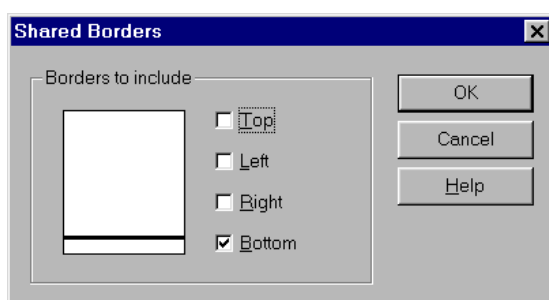 Shared Borders
Borders to include
Top
Left
Right
Bottom
OK
Cancel
Help